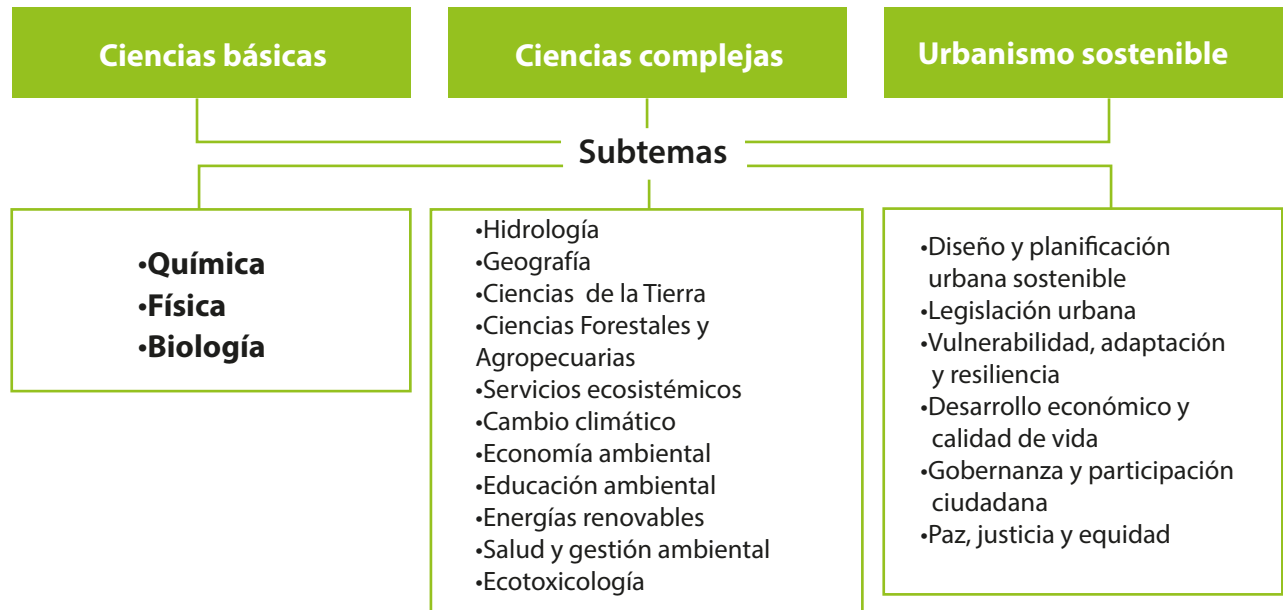 Ciencias básicas
Ciencias complejas
Urbanismo sostenible
Subtemas
•Química
•Física
•Biología
•Hidrología
•Geografía
•Ciencias de la Tierra
•Ciencias Forestales y
Agropecuarias
•Servicios ecosistémicos
•Cambio climático
•Economía ambiental
•Educación ambiental
•Energías renovables
•Salud y gestión ambiental
•Ecotoxicología
•Diseño y planificación
urbana sostenible
•Legislación urbana
•Vulnerabilidad, adaptación
y resiliencia
•Desarrollo económico y
calidad de vida
•Gobernanza y participación
ciudadana
•Paz, justicia y equidad